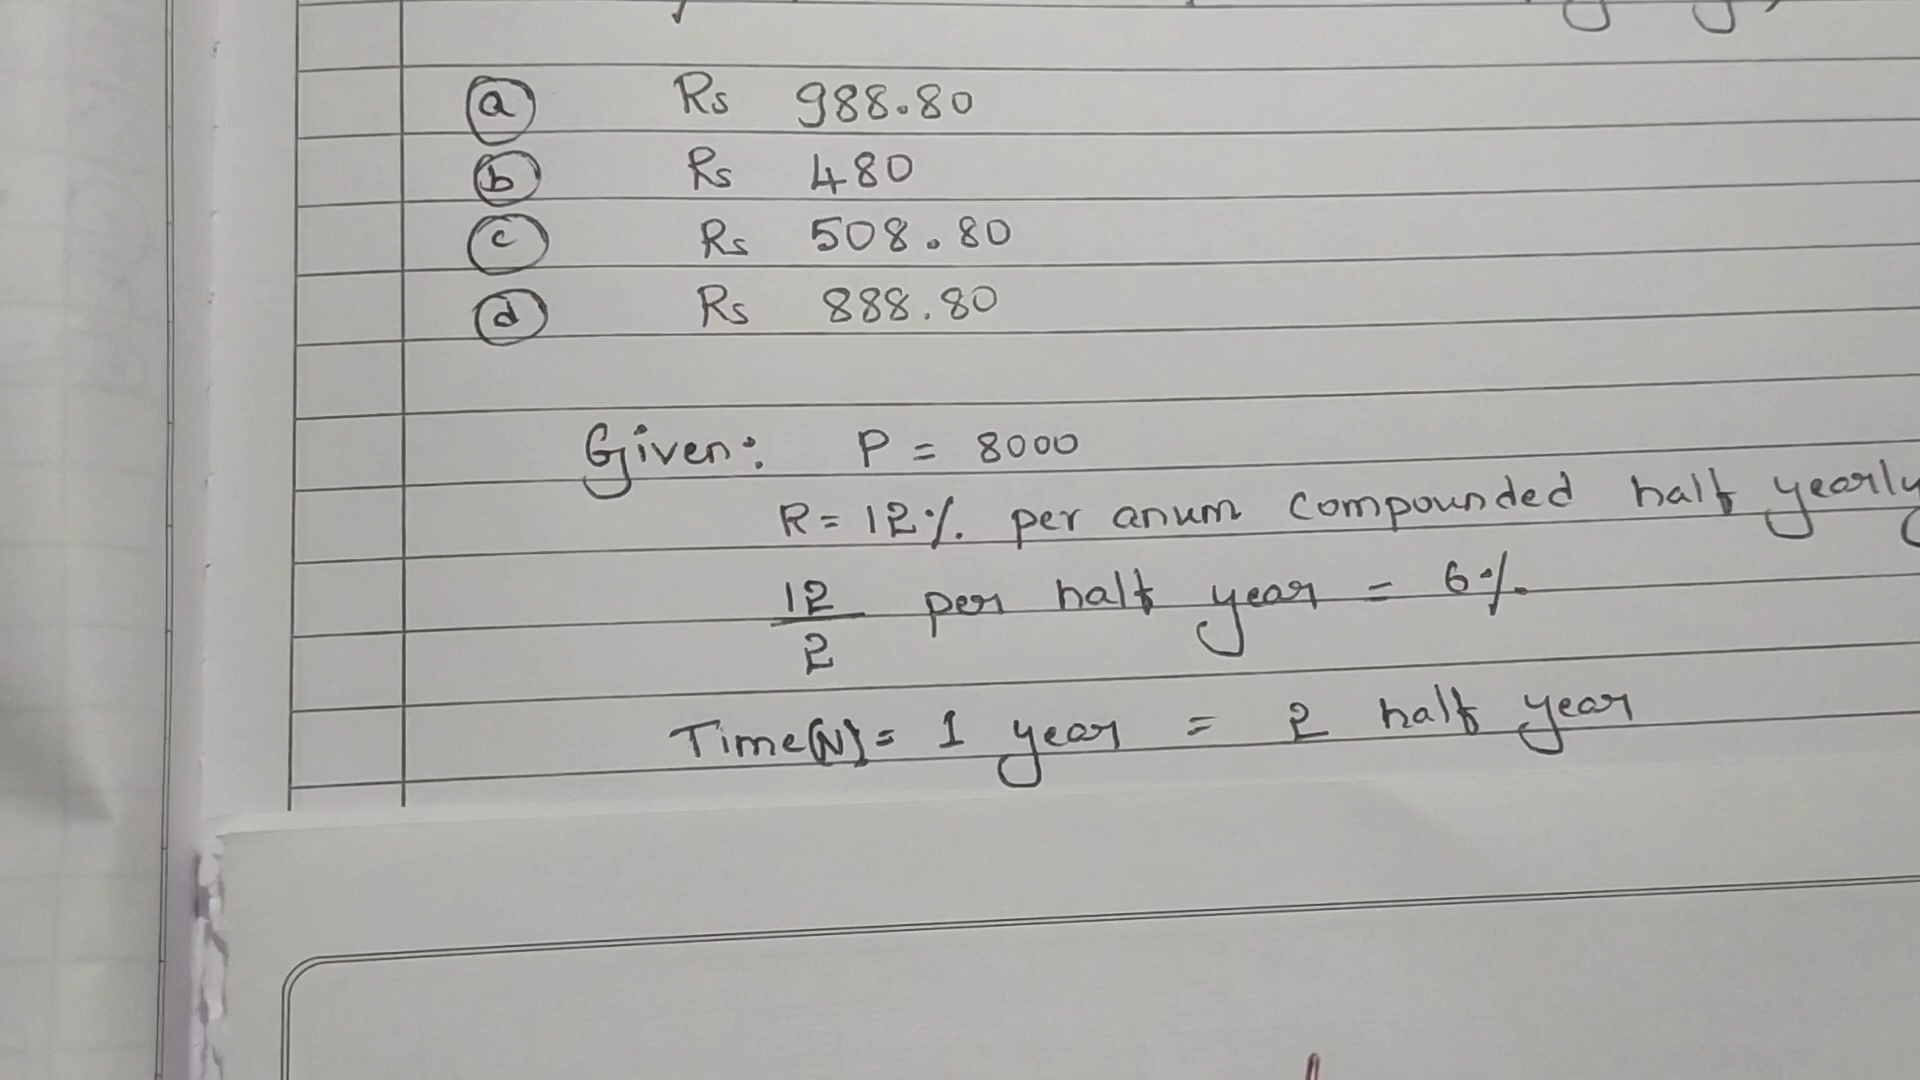 (a) Rs 988.80
(b) Rs 480
(c) Rs 508.80
(d) Rs 888.80
Given: P = 8000
R = 12% per anum compounded half yearly
12/2 per half year = 6%
Time(N) = 1 year = 2 half year